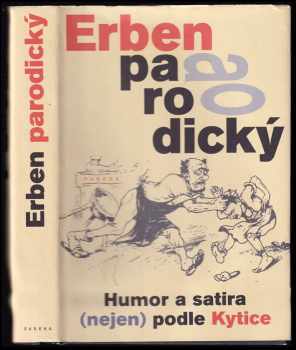 Erben parodický
PASEKA
Erben
pa
ro
dický
ao
PASEKA
Humor a satira
(nejen) podle Kytice